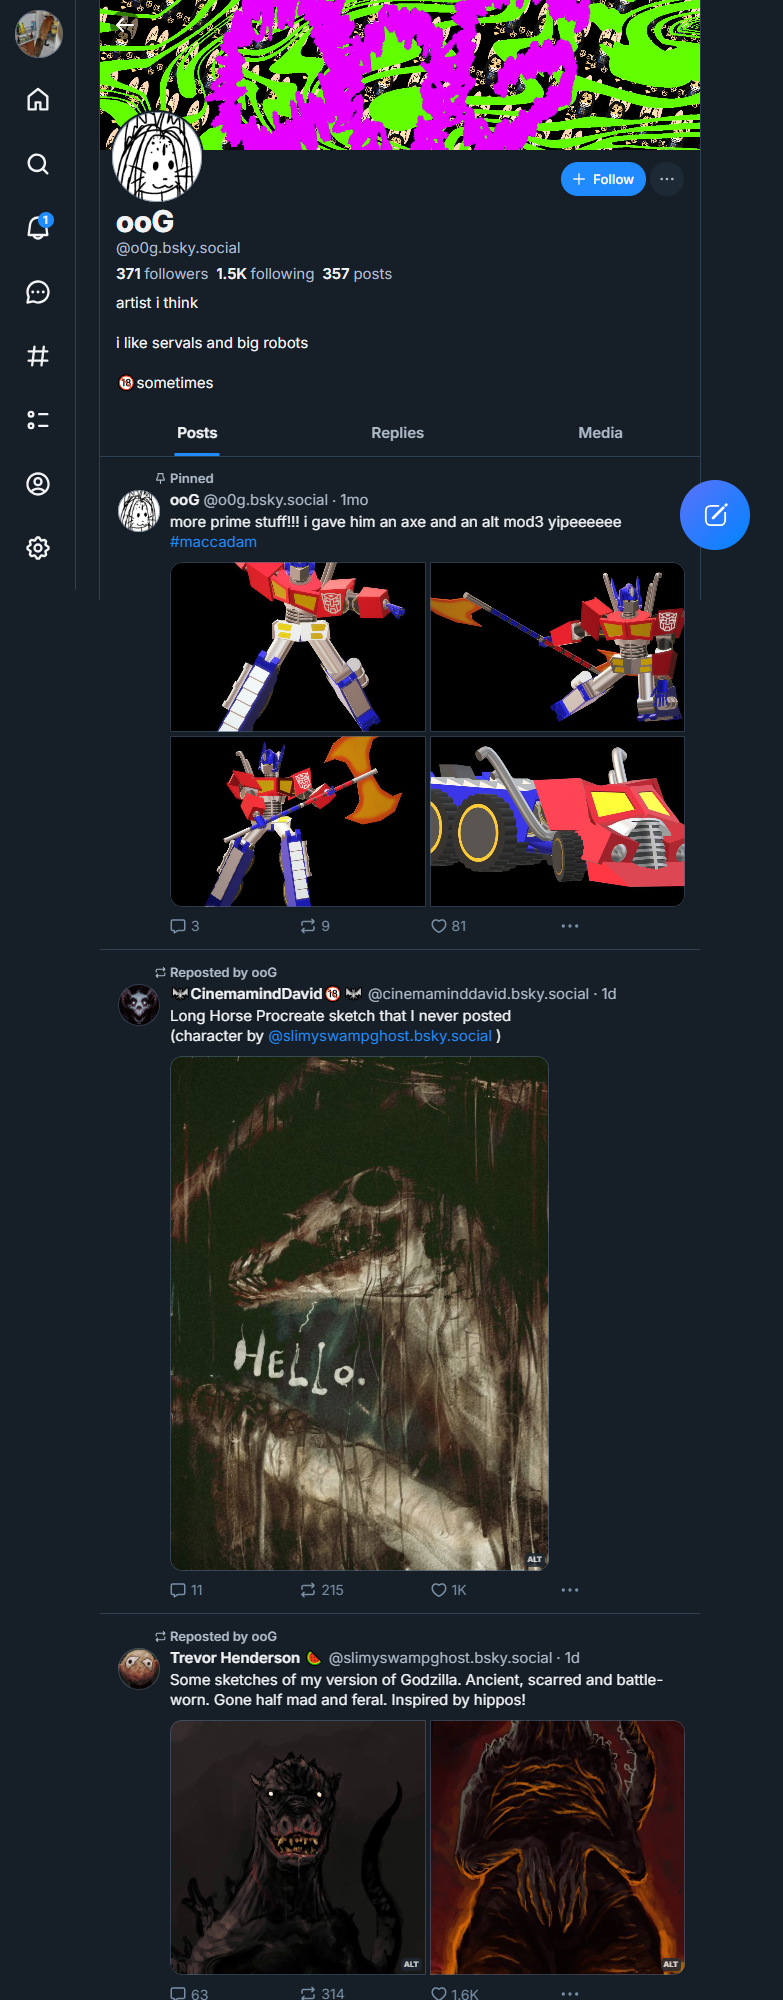 + Follow
ooG
@o0g.bsky.social
371 followers 1.5K following 357 posts
artist i think
i like servals and big robots
🔞sometimes
Posts Replies Media
1
Pinned
ooG @o0g.bsky.social · 1mo
more prime stuff!!! i gave him an axe and an alt mod3 yipeeeeee
#maccadam
3 9 81
Reposted by ooG
CinemamindDavid🔞 @cinemaminddavid.bsky.social · 1d
Long Horse Procreate sketch that I never posted
(character by @slimyswampghost.bsky.social )
HELLO.
ALT
11 215 1K
Reposted by ooG
Trevor Henderson 🍉 @slimyswampghost.bsky.social · 1d
Some sketches of my version of Godzilla. Ancient, scarred and battle-
worn. Gone half mad and feral. Inspired by hippos!
ALT ALT
63 314 1.6K